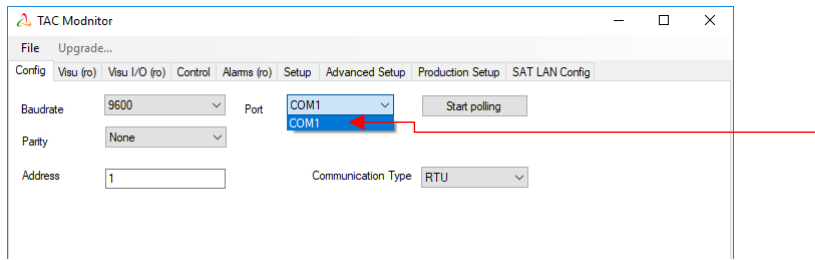 TAC Modnitor
File Upgrade...
Config Visu (ro) Visu I/O (ro) Control Alarms (ro) Setup Advanced Setup Production Setup SAT LAN Config
Baudrate 9600 Port COM1 Start polling
COM1
Parity None
Address 1 Communication Type RTU